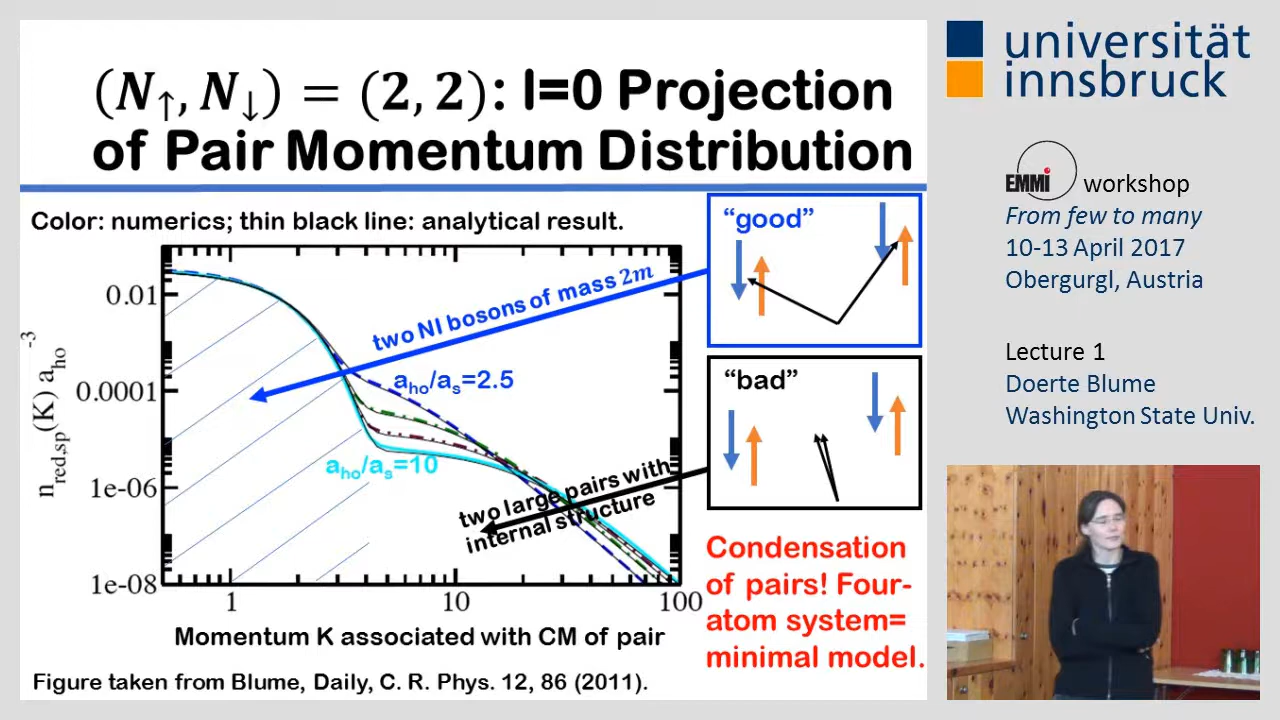 (N↑, N↓) = (2, 2): l=0 Projection
of Pair Momentum Distribution
Color: numerics; thin black line: analytical result.
"good"
two NI bosons of mass 2m
0.01
a_ho/a_s=2.5
"bad"
0.0001
n_red,sp(K) a_ho^-3
a_ho/a_s=10
1e-06
two large pairs with
internal structure
1e-08
1
10
100
Momentum K associated with CM of pair
Condensation
of pairs! Four-
atom system=
minimal model.
Figure taken from Blume, Daily, C. R. Phys. 12, 86 (2011).
universität
innsbruck
EMMI workshop
From few to many
10-13 April 2017
Obergurgl, Austria
Lecture 1
Doerte Blume
Washington State Univ.